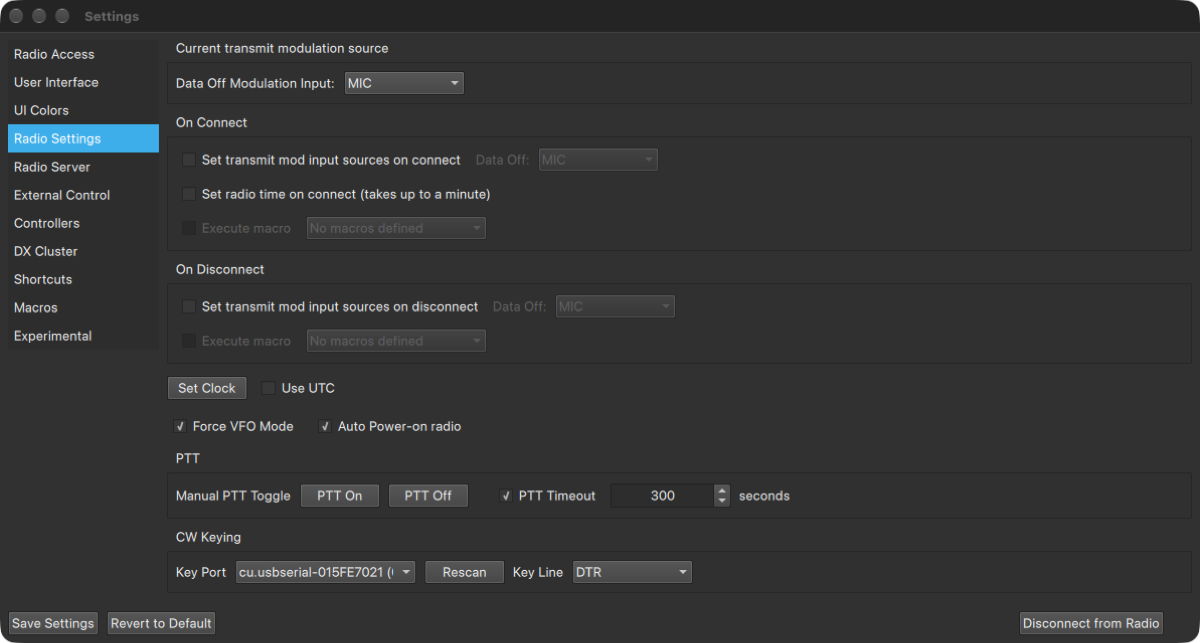 Settings
Radio Access
User Interface
UI Colors
Radio Settings
Radio Server
External Control
Controllers
DX Cluster
Shortcuts
Macros
Experimental
Current transmit modulation source
Data Off Modulation Input: MIC
On Connect
Set transmit mod input sources on connect Data Off: MIC
Set radio time on connect (takes up to a minute)
Execute macro No macros defined
On Disconnect
Set transmit mod input sources on disconnect Data Off: MIC
Execute macro No macros defined
Set Clock Use UTC
Force VFO Mode Auto Power-on radio
PTT
Manual PTT Toggle PTT On PTT Off PTT Timeout 300 seconds
CW Keying
Key Port cu.usbserial-015FE7021 ( Rescan Key Line DTR
Save Settings Revert to Default Disconnect from Radio